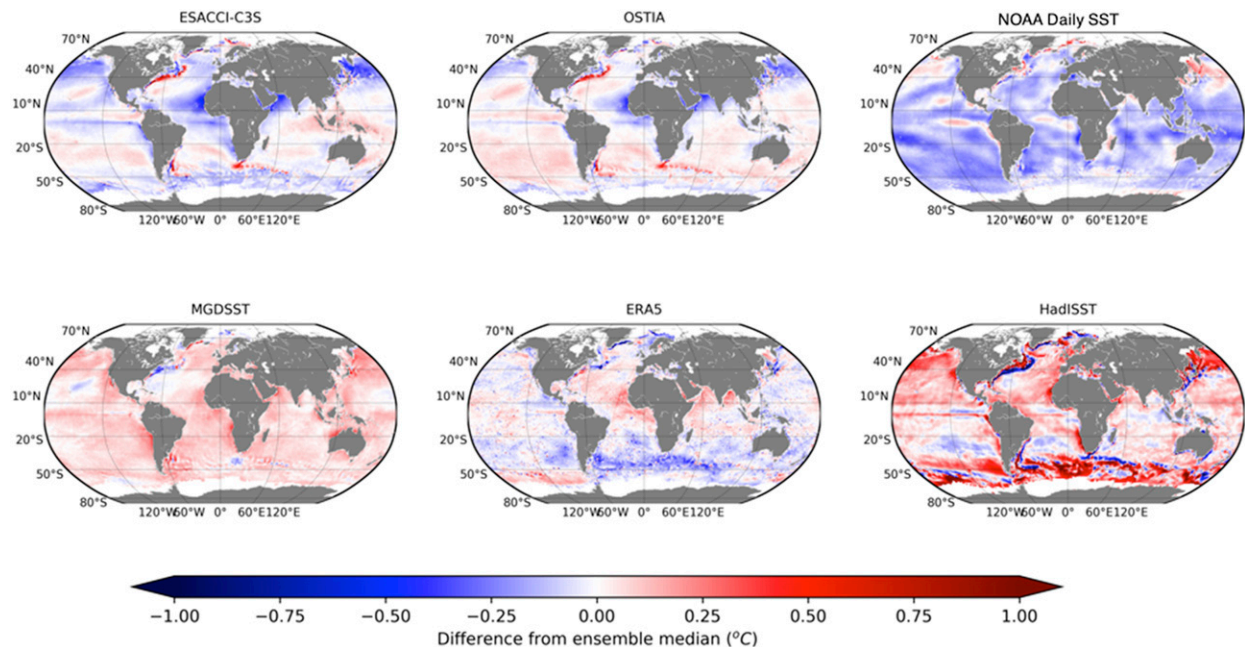 ESACCI-C3S
OSTIA
NOAA Daily SST
70°N
40°N
10°N
20°S
50°S
80°S
120°W60°W 0° 60°E120°E
70°N
40°N
10°N
20°S
50°S
80°S
120°W60°W 0° 60°E120°E
70°N
40°N
10°N
20°S
50°S
80°S
120°W60°W 0° 60°E120°E
MGDSST
ERA5
HadISST
70°N
40°N
10°N
20°S
50°S
80°S
120°W60°W 0° 60°E120°E
70°N
40°N
10°N
20°S
50°S
80°S
120°W60°W 0° 60°E120°E
70°N
40°N
10°N
20°S
50°S
80°S
120°W60°W 0° 60°E120°E
−1.00 −0.75 −0.50 −0.25 0.00 0.25 0.50 0.75 1.00
Difference from ensemble median (°C)